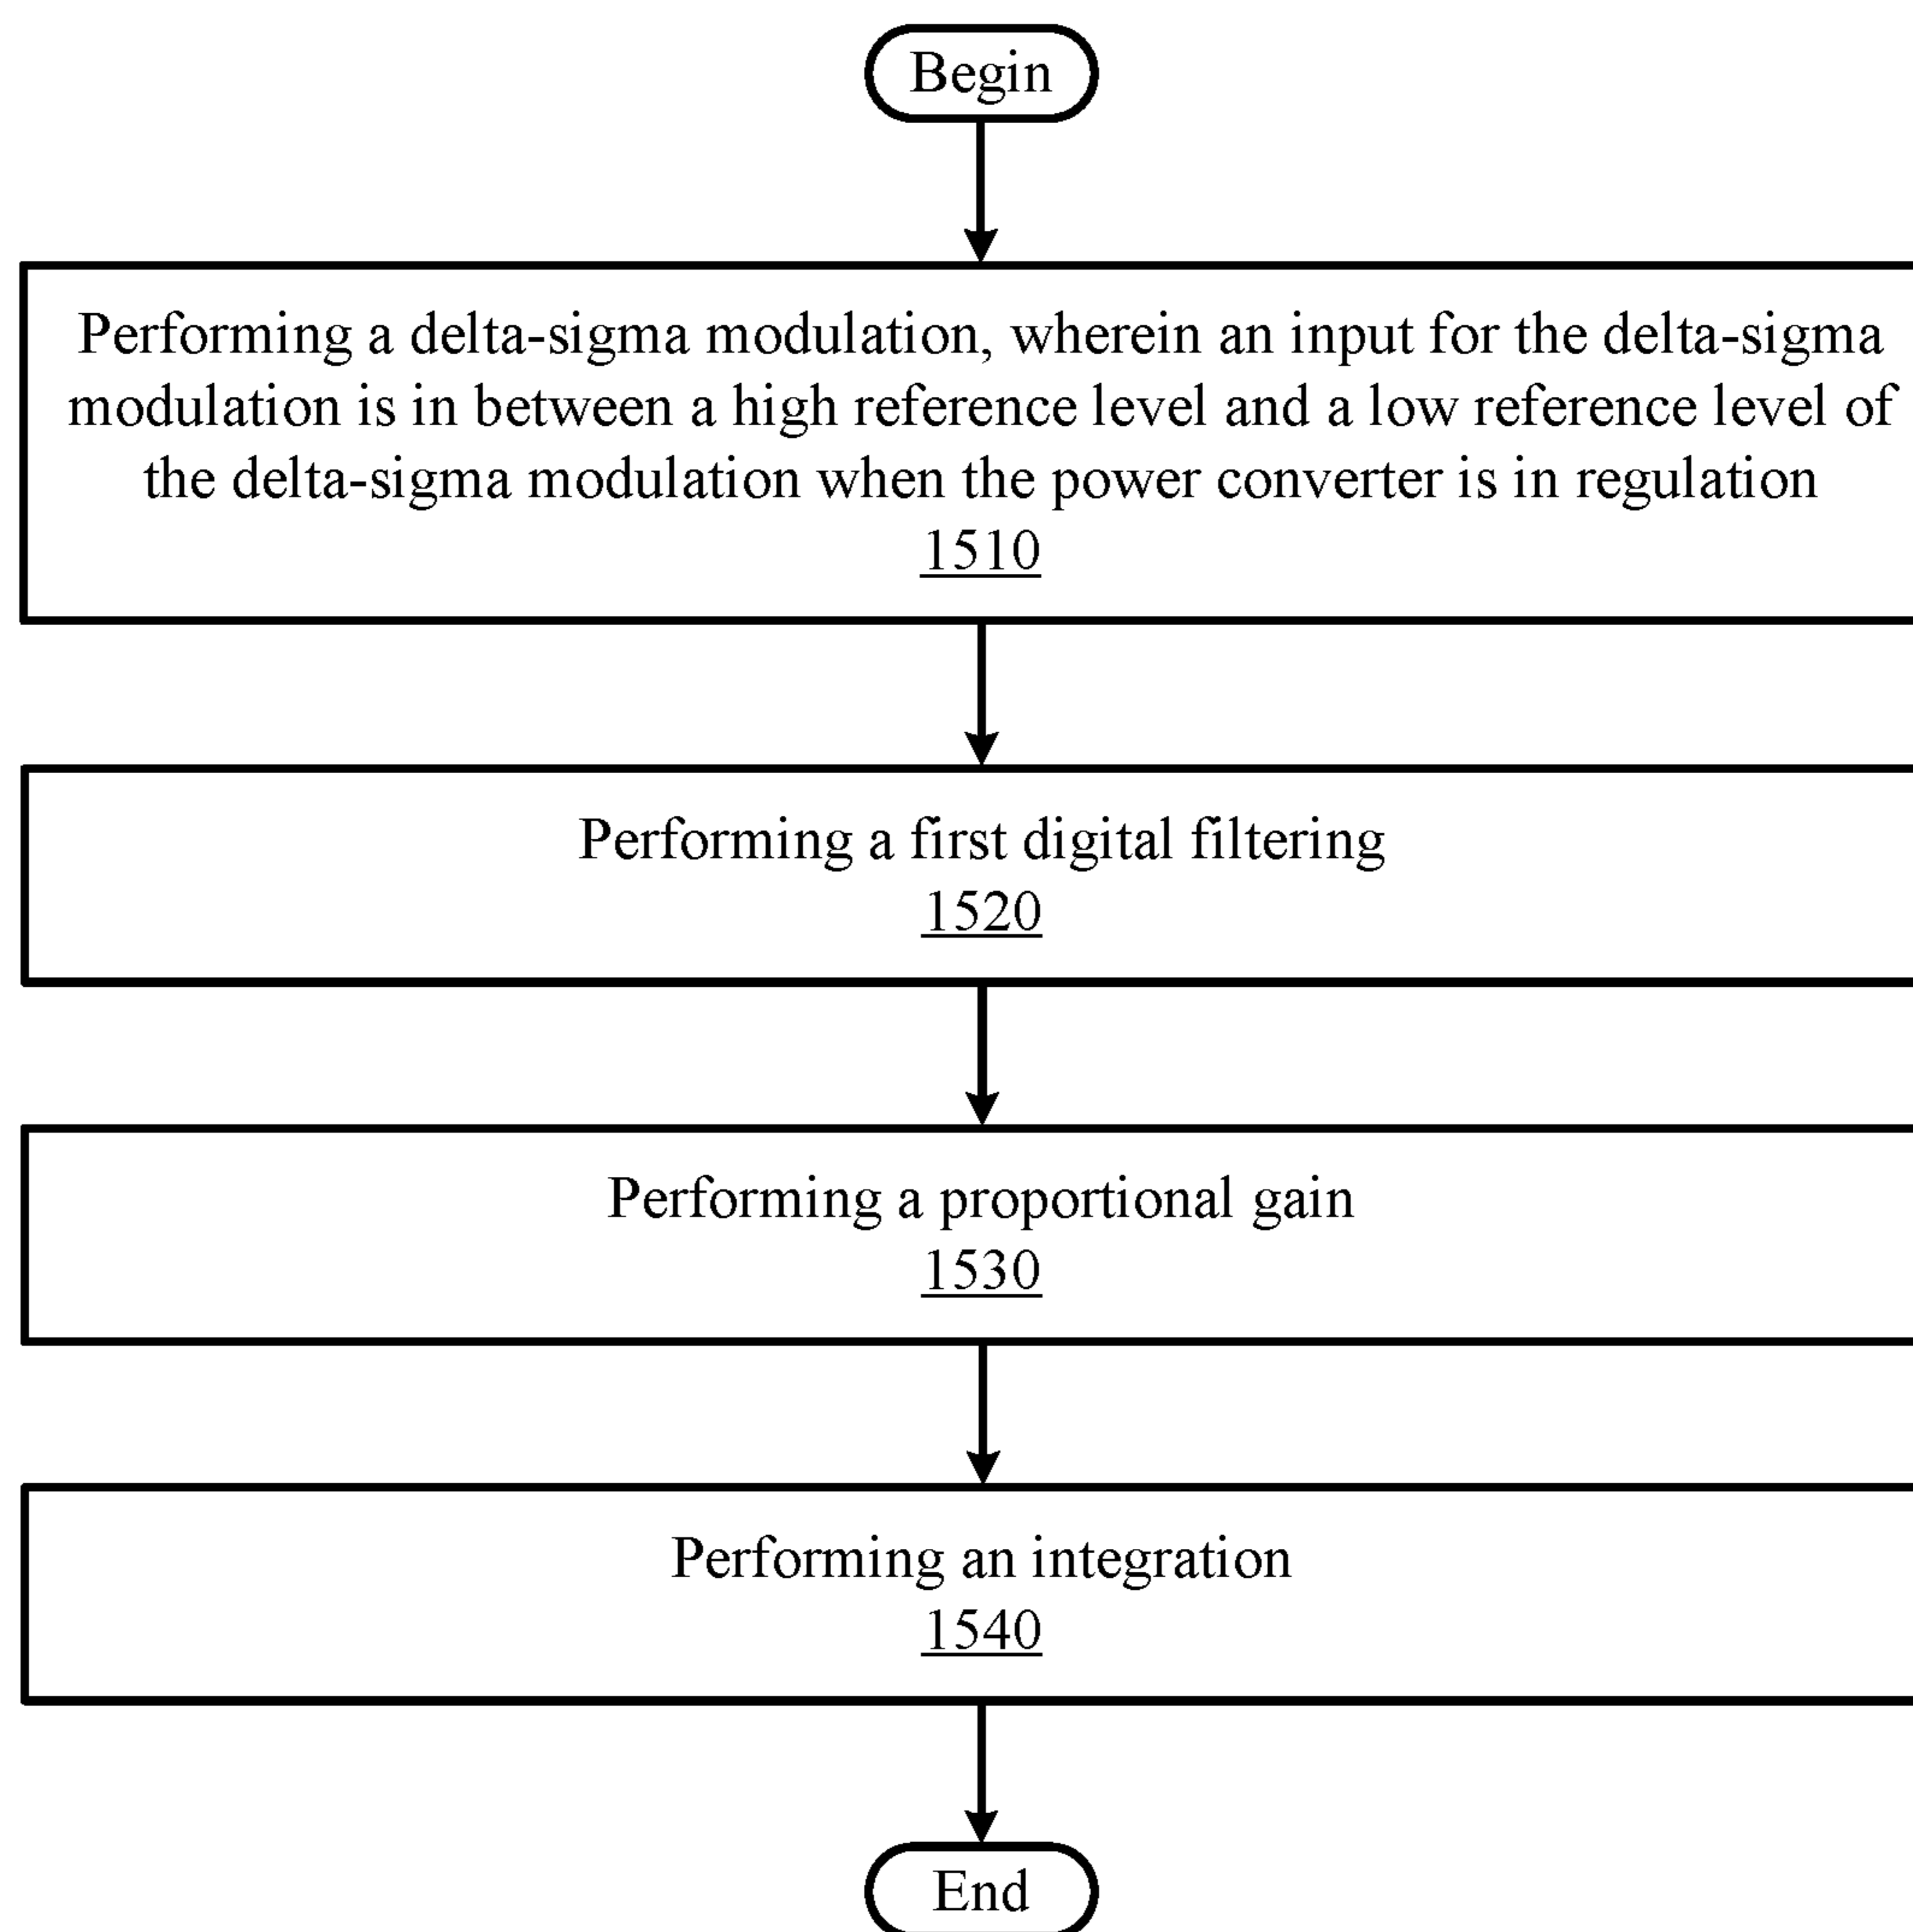 Begin
Performing a delta-sigma modulation, wherein an input for the delta-sigma
modulation is in between a high reference level and a low reference level of
the delta-sigma modulation when the power converter is in regulation
1510
Performing a first digital filtering
1520
Performing a proportional gain
1530
Performing an integration
1540
End